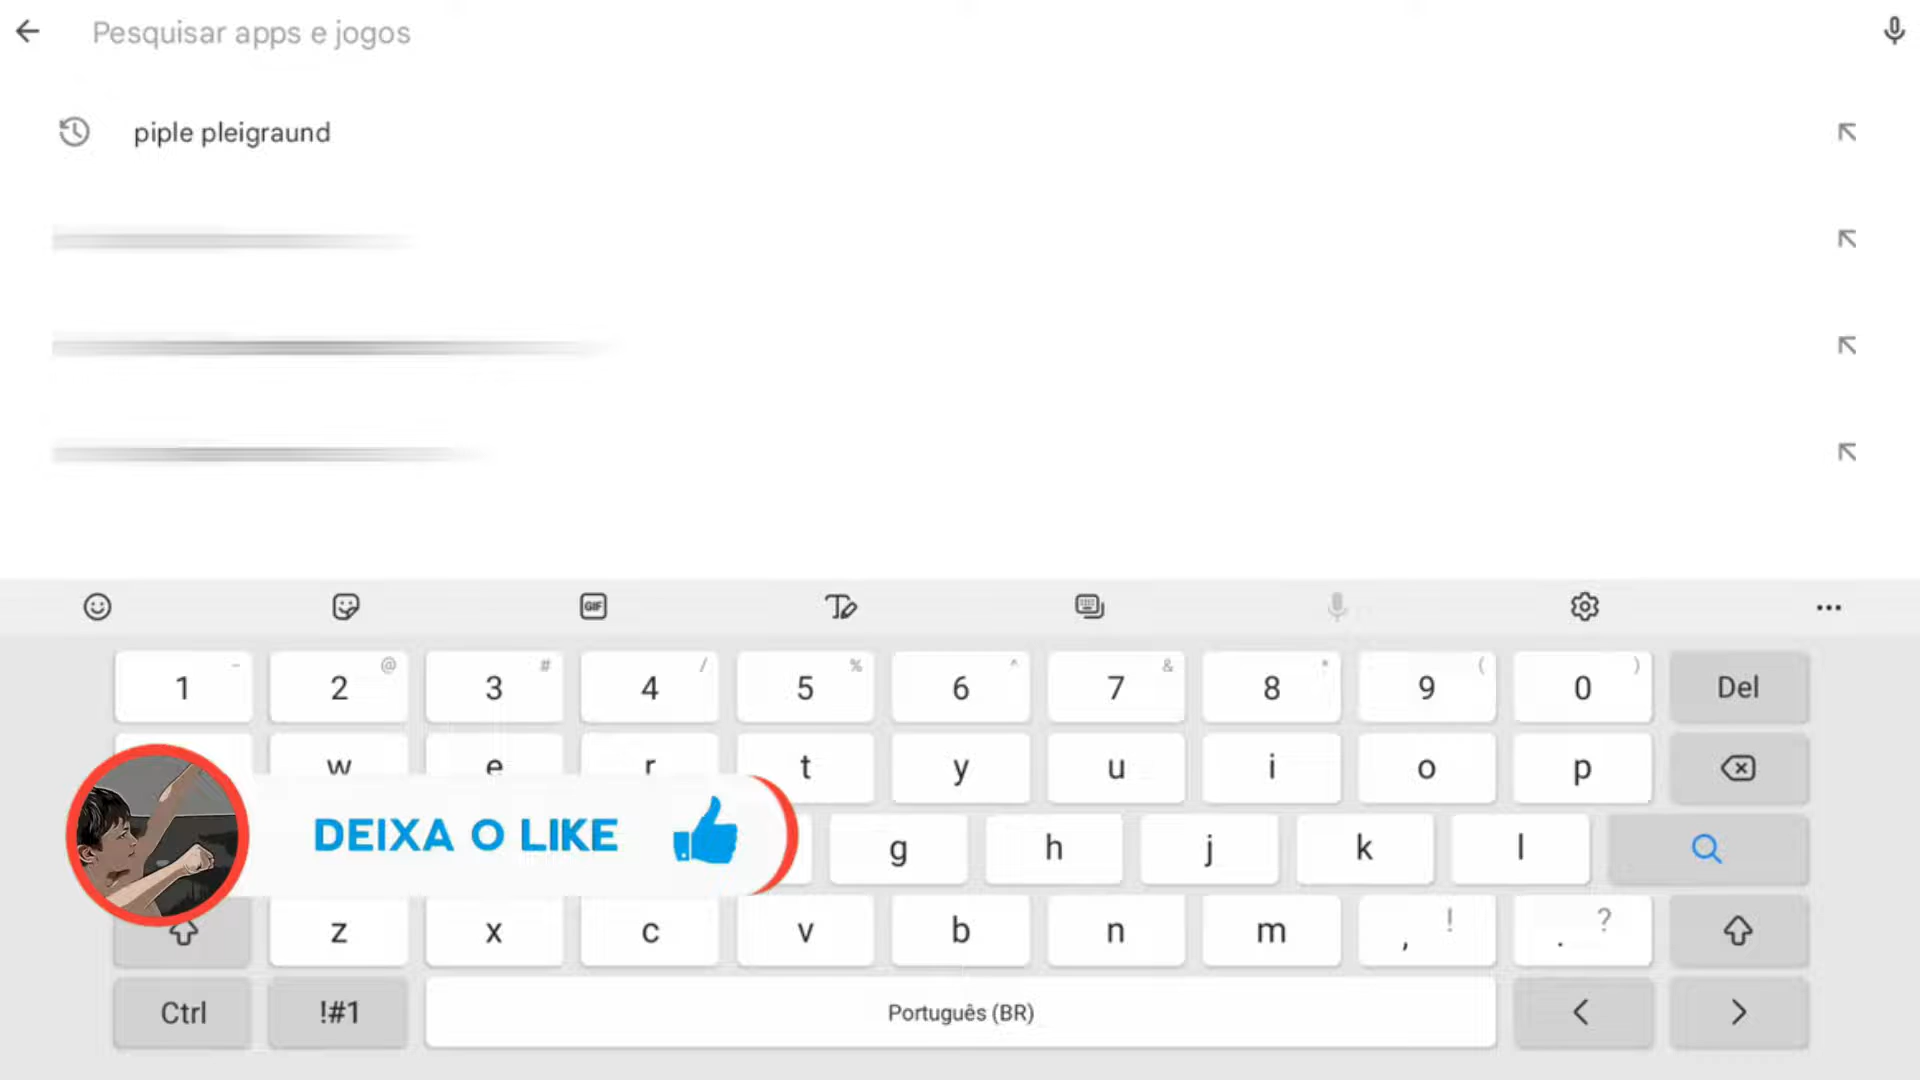 Pesquisar apps e jogos
piple pleigraund
GIF
1 - 2 @ 3 # 4 / 5 % 6 ^ 7 & 8 * 9 ( 0 ) Del
w e r t y u i o p
DEIXA O LIKE
g h j k l
z x c v b n m , ! . ?
Ctrl !#1 Português (BR) < >